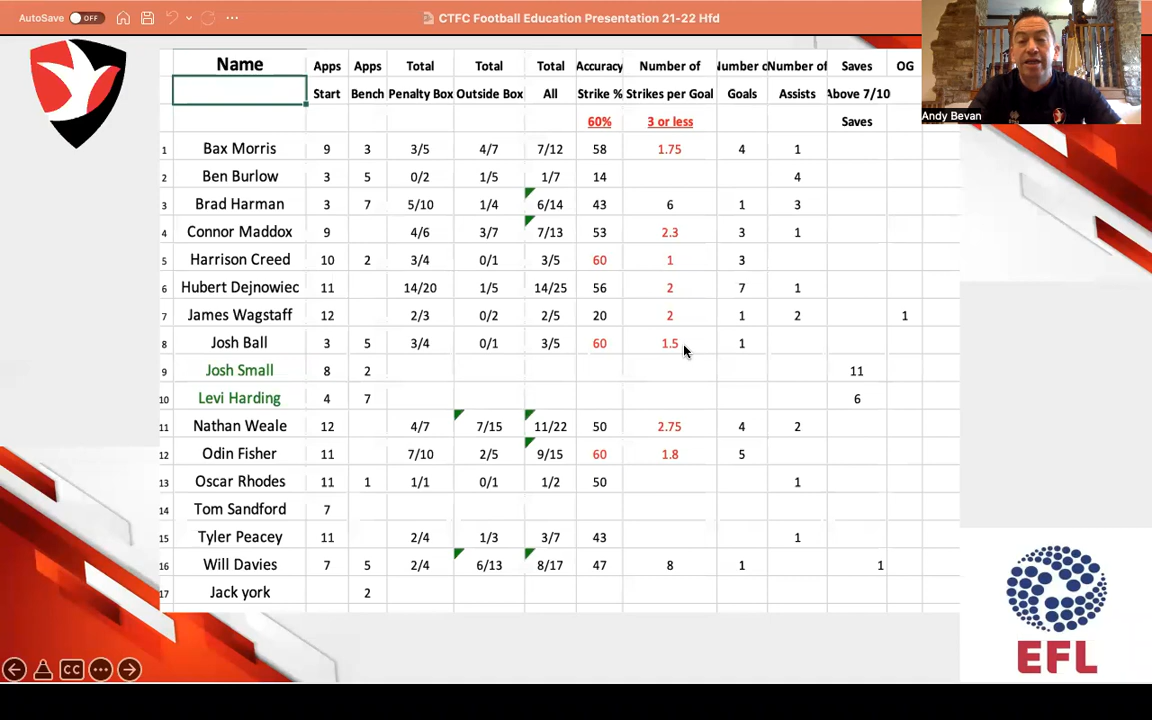 AutoSave OFF CTFC Football Education Presentation 21-22 Hfd
Andy Bevan
Name Apps Apps Total Total Total Accuracy Number of Number o Number of Saves OG
Start Bench Penalty Box Outside Box All Strike % Strikes per Goal Goals Assists Above 7/10
60% 3 or less Saves
1 Bax Morris 9 3 3/5 4/7 7/12 58 1.75 4 1
2 Ben Burlow 3 5 0/2 1/5 1/7 14 4
3 Brad Harman 3 7 5/10 1/4 6/14 43 6 1 3
4 Connor Maddox 9 4/6 3/7 7/13 53 2.3 3 1
5 Harrison Creed 10 2 3/4 0/1 3/5 60 1 3
6 Hubert Dejnowiec 11 14/20 1/5 14/25 56 2 7 1
7 James Wagstaff 12 2/3 0/2 2/5 20 2 1 2 1
8 Josh Ball 3 5 3/4 0/1 3/5 60 1.5 1
9 Josh Small 8 2 11
10 Levi Harding 4 7 6
11 Nathan Weale 12 4/7 7/15 11/22 50 2.75 4 2
12 Odin Fisher 11 7/10 2/5 9/15 60 1.8 5
13 Oscar Rhodes 11 1 1/1 0/1 1/2 50 1
14 Tom Sandford 7
15 Tyler Peacey 11 2/4 1/3 3/7 43 1
16 Will Davies 7 5 2/4 6/13 8/17 47 8 1 1
17 Jack york 2
CC
EFL